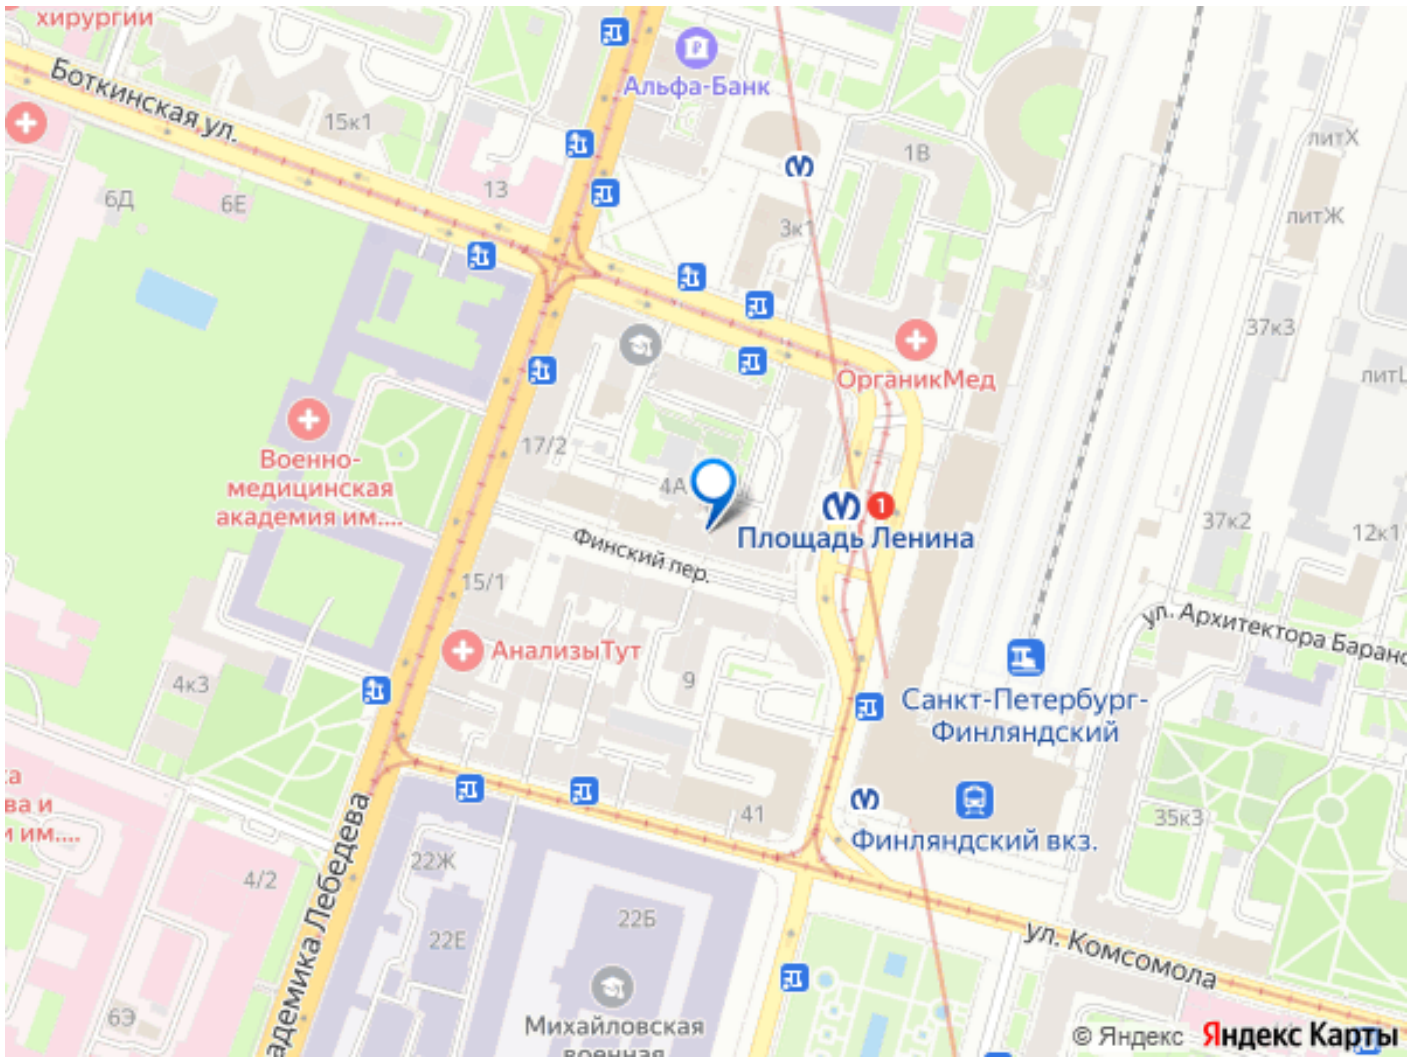 хирургии
Боткинская ул.
15к1
Альфа-Банк
1В
литХ
6Д
6Е
13
3к1
литЖ
37к3
ОрганикМед
17/2
4А
Военно-
медицинская
академия им....
Площадь Ленина
1
37к2
12к1
Финский пер.
15/1
ул. Архитектора Баранс
АнализыТут
9
4к3
Санкт-Петербург-
Финляндский
ва и
и им....
41
Финляндский вкз.
35к3
22Ж
4/2
адемика Лебедева
22Б
22Е
ул. Комсомола
6Э
Михайловская
военная
© Яндекс Яндекс Карты